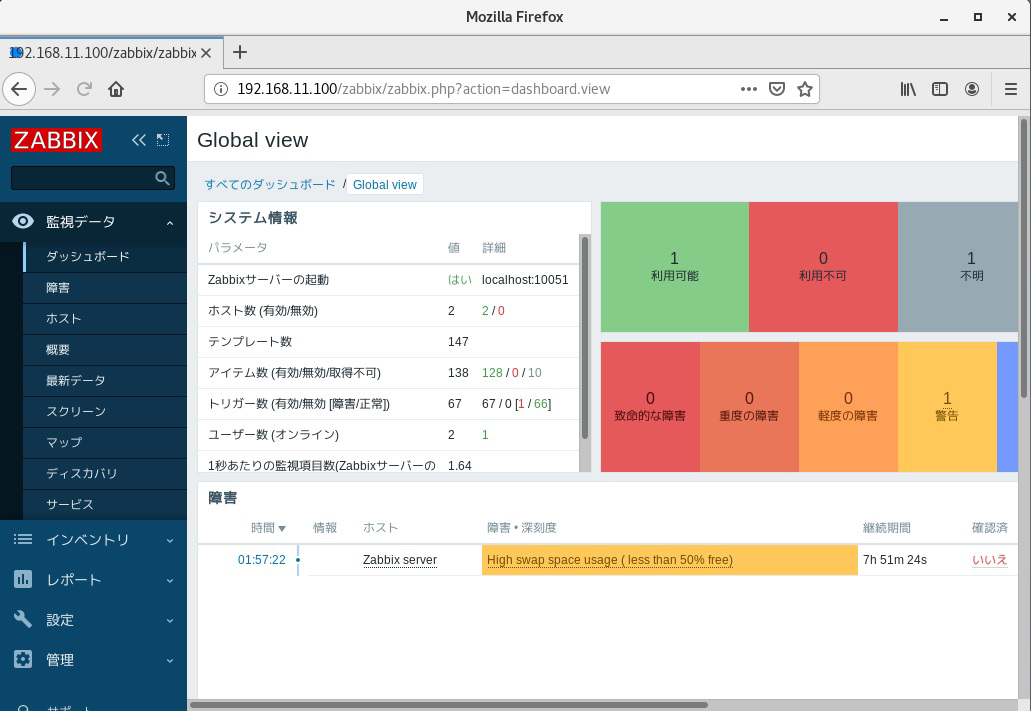 Mozilla Firefox
192.168.11.100/zabbix/zabbix
192.168.11.100/zabbix/zabbix.php?action=dashboard.view
ZABBIX
Global view
すべてのダッシュボード / Global view
監視データ
ダッシュボード
障害
ホスト
概要
最新データ
スクリーン
マップ
ディスカバリ
サービス
インベントリ
レポート
設定
管理
サポート
システム情報
パラメータ 値 詳細
Zabbixサーバーの起動 はい localhost:10051
ホスト数 (有効/無効) 2 2 / 0
テンプレート数 147
アイテム数 (有効/無効/取得不可) 138 128 / 0 / 10
トリガー数 (有効/無効 [障害/正常]) 67 67 / 0 [1 / 66]
ユーザー数 (オンライン) 2 1
1秒あたりの監視項目数(Zabbixサーバーの 1.64
1 0 1
利用可能 利用不可 不明
0 0 0 1
致命的な障害 重度の障害 軽度の障害 警告
障害
時間 情報 ホスト 障害 • 深刻度 継続期間 確認済
01:57:22 Zabbix server High swap space usage ( less than 50% free) 7h 51m 24s いいえ